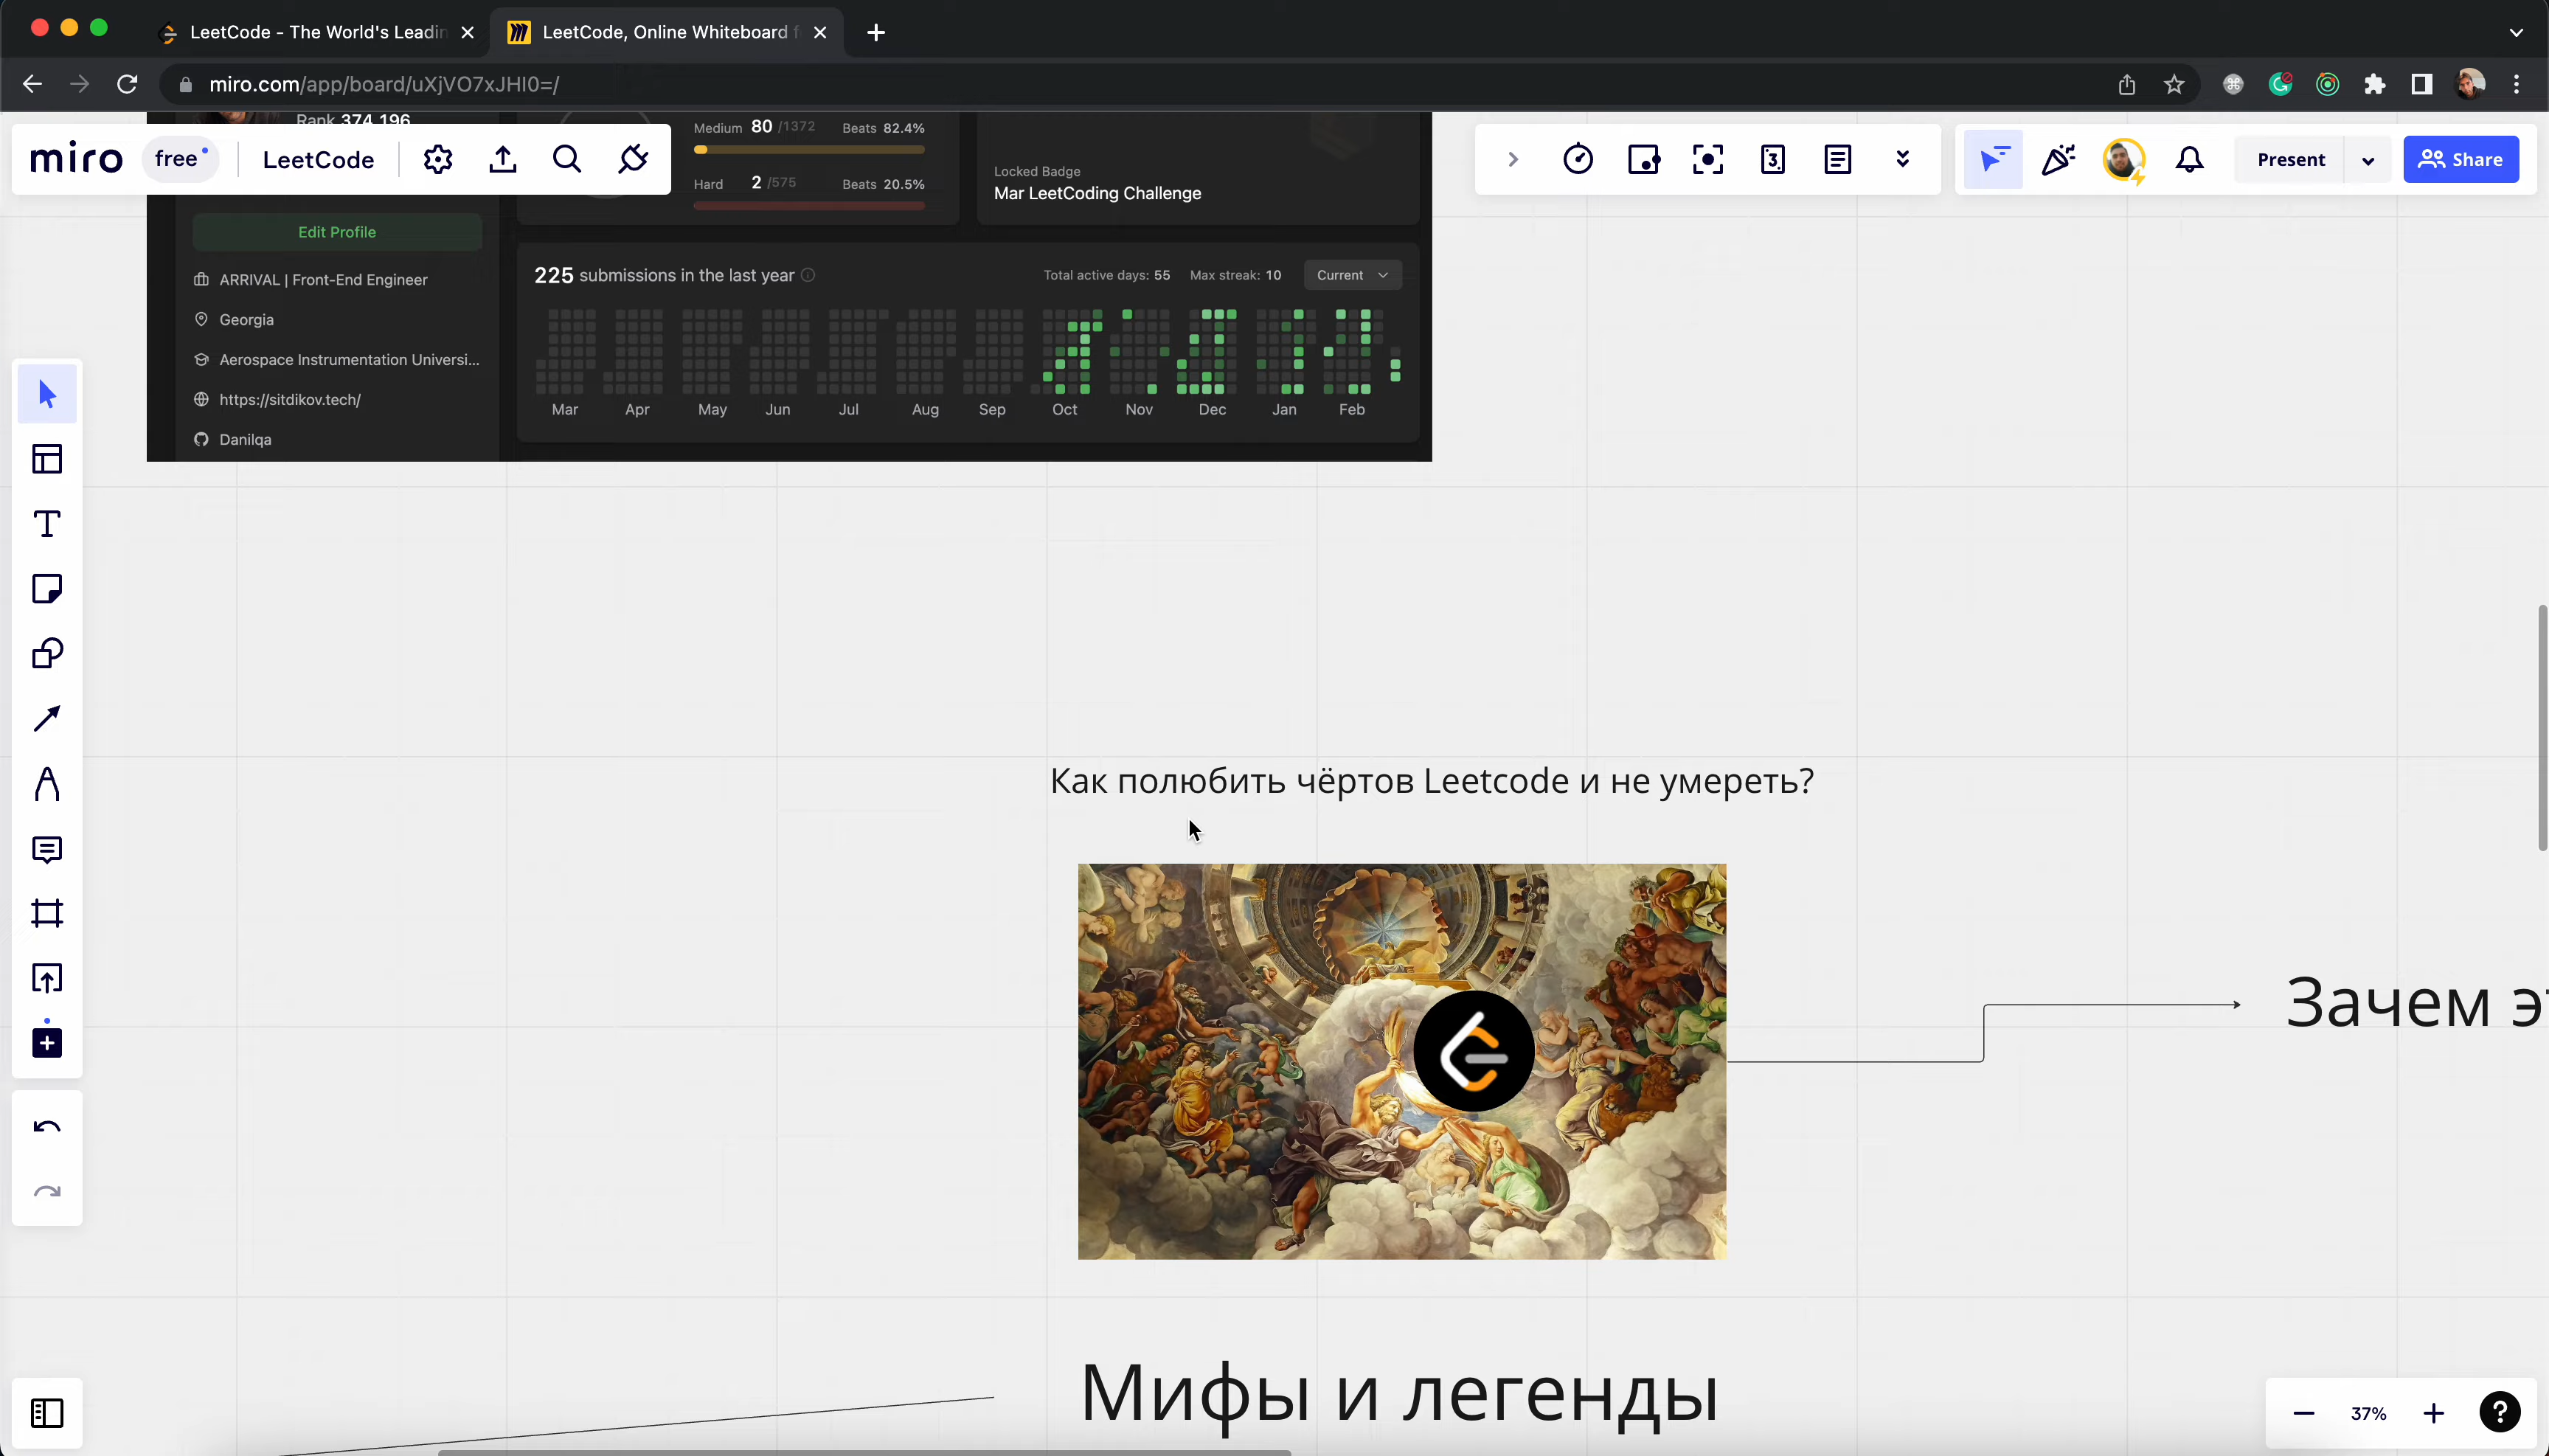 LeetCode - The World's Leadin
LeetCode, Online Whiteboard f
miro.com/app/board/uXjVO7xJHI0=/
Rank 374,196
miro
free
LeetCode
Medium 80 /1372 Beats 82.4%
Hard 2 /575 Beats 20.5%
Locked Badge
Mar LeetCoding Challenge
Present
Share
Edit Profile
ARRIVAL | Front-End Engineer
Georgia
Aerospace Instrumentation Universi...
https://sitdikov.tech/
Danilqa
225 submissions in the last year
Total active days: 55 Max streak: 10 Current
Mar Apr May Jun Jul Aug Sep Oct Nov Dec Jan Feb
Как полюбить чёртов Leetcode и не умереть?
Зачем э
Мифы и легенды
37%